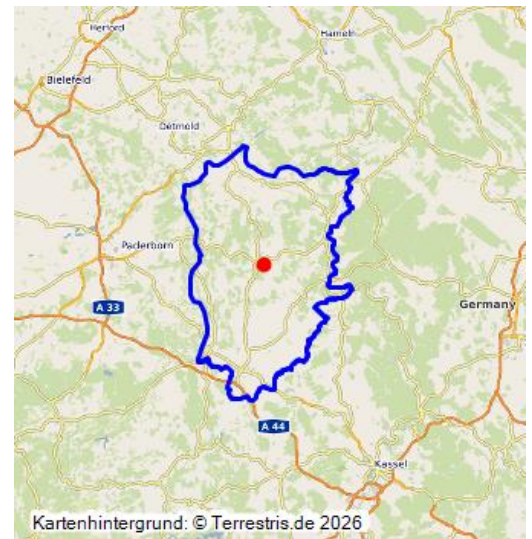 Herford
Hameln
Bielefeld
Detmold
Paderborn
A 33
Germany
A 44
Kassel
Kartenhintergrund: © Terrestris.de 2026